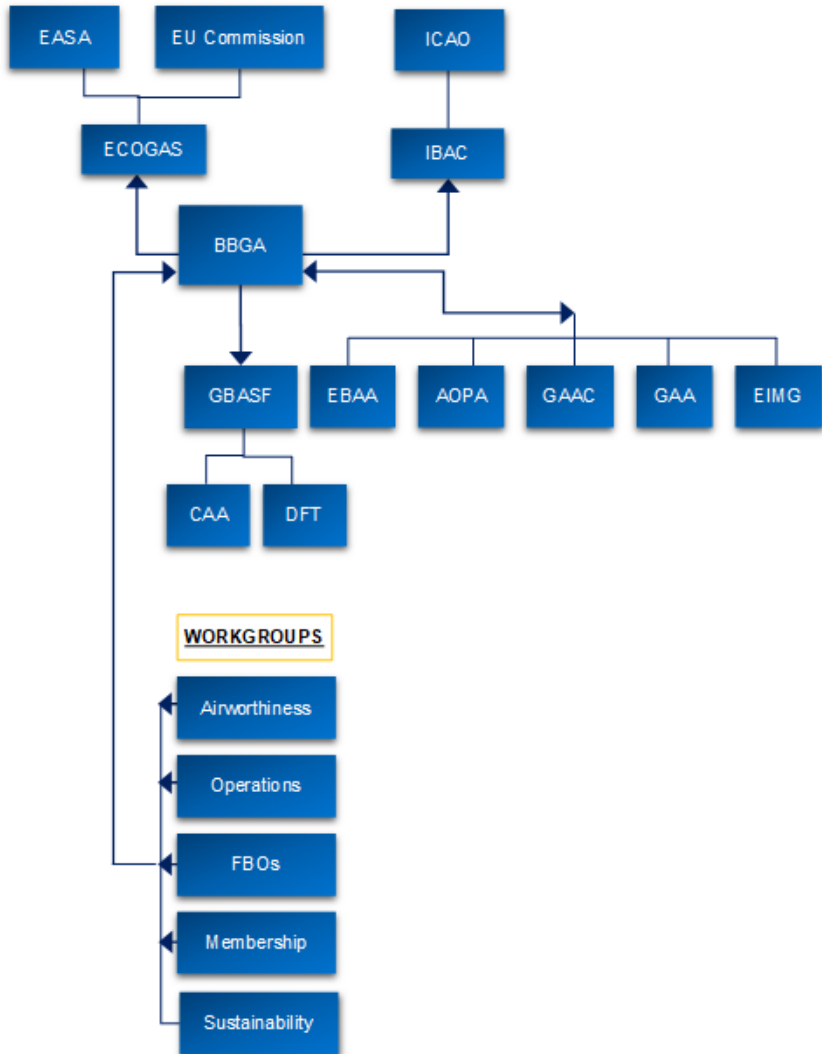 EASA
EU Commission
ICAO
ECOGAS
IBAC
BBGA
GBASF
EBAA
AOPA
GAAC
GAA
EIMG
CAA
DFT
WORKGROUPS
Airworthiness
Operations
FBOs
Membership
Sustainability